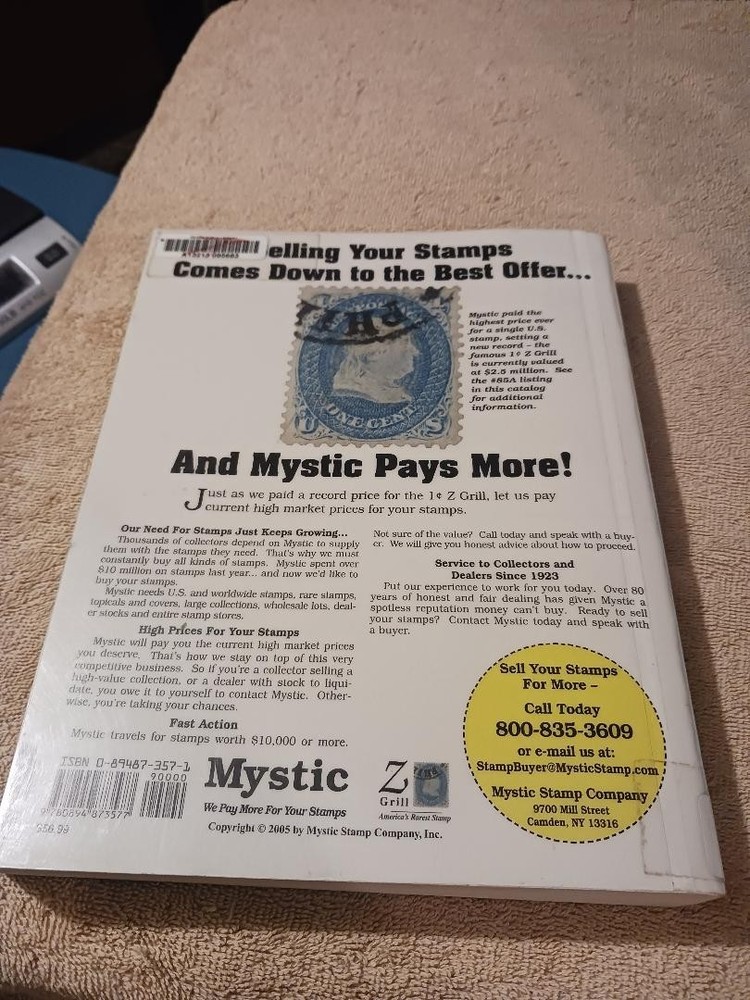 elling Your Stamps
Comes Down to the Best Offer...
PHI
ONE CENT
U S
Mystic paid the
highest price ever
for a single U.S.
stamp, setting a
new record - the
famous 1¢ Z Grill
is currently valued
at $2.5 million. See
the #85A listing
in this catalog
for additional
information.
And Mystic Pays More!
Just as we paid a record price for the 1¢ Z Grill, let us pay
current high market prices for your stamps.
Our Need For Stamps Just Keeps Growing...
Thousands of collectors depend on Mystic to supply
them with the stamps they need. That's why we must
constantly buy all kinds of stamps. Mystic spent over
$10 million on stamps last year... and now we'd like to
buy your stamps.
Mystic needs U.S. and worldwide stamps, rare stamps,
topicals and covers, large collections, wholesale lots, deal-
er stocks and entire stamp stores.
High Prices For Your Stamps
Mystic will pay you the current high market prices
you deserve. That's how we stay on top of this very
competitive business. So if you're a collector selling a
high-value collection, or a dealer with stock to liqui-
date, you owe it to yourself to contact Mystic. Other-
wise, you're taking your chances.
Fast Action
Mystic travels for stamps worth $10,000 or more.
Not sure of the value? Call today and speak with a buy-
er. We will give you honest advice about how to proceed.
Service to Collectors and
Dealers Since 1923
Put our experience to work for you today. Over 80
years of honest and fair dealing has given Mystic a
spotless reputation money can't buy. Ready to sell
your stamps? Contact Mystic today and speak with
a buyer.
Sell Your Stamps
For More –
Call Today
800-835-3609
or e-mail us at:
StampBuyer@MysticStamp.com
Mystic Stamp Company
9700 Mill Street
Camden, NY 13316
ISBN 0-89487-357-1
90000
9 780894 873577
Mystic
We Pay More For Your Stamps
Z
Grill
America's Rarest Stamp
Copyright © 2005 by Mystic Stamp Company, Inc.